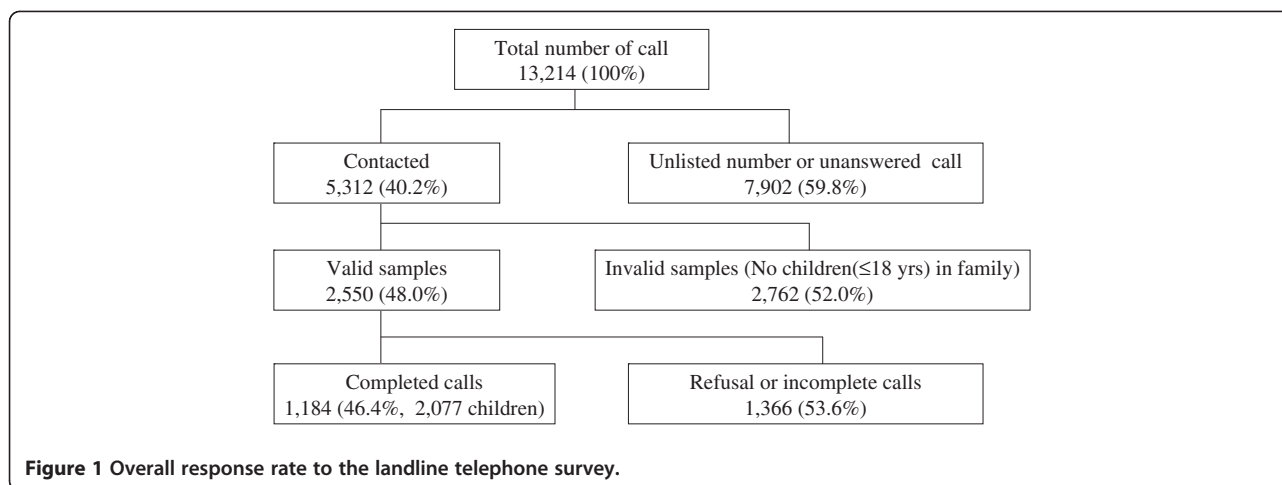 Total number of call
13,214 (100%)
Contacted
5,312 (40.2%)
Unlisted number or unanswered call
7,902 (59.8%)
Valid samples
2,550 (48.0%)
Invalid samples (No children(≤18 yrs) in family)
2,762 (52.0%)
Completed calls
1,184 (46.4%, 2,077 children)
Refusal or incomplete calls
1,366 (53.6%)
Figure 1 Overall response rate to the landline telephone survey.